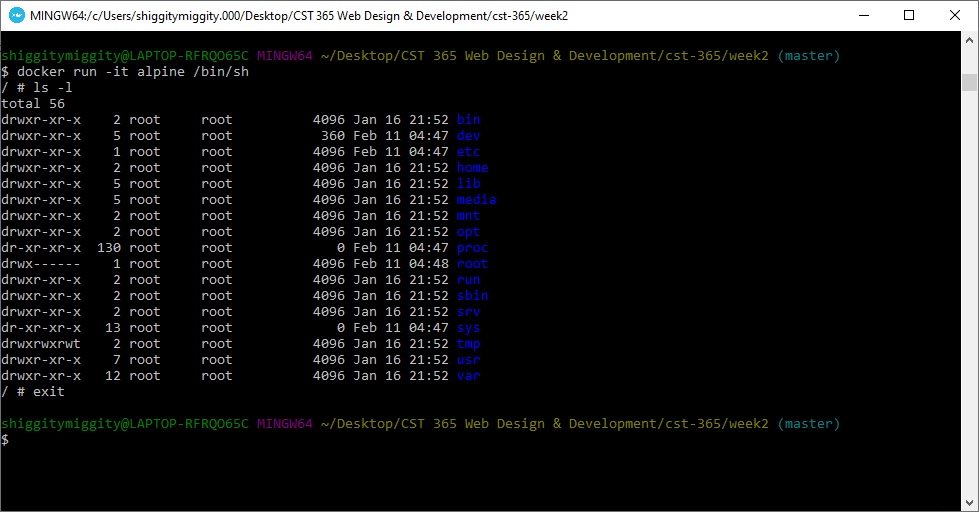 MINGW64:/c/Users/shiggitymiggity.000/Desktop/CST 365 Web Design & Development/cst-365/week2
shiggitymiggity@LAPTOP-RFRQO65C MINGW64 ~/Desktop/CST 365 Web Design & Development/cst-365/week2 (master)
$ docker run -it alpine /bin/sh
/ # ls -l
total 56
drwxr-xr-x    2 root     root          4096 Jan 16 21:52 bin
drwxr-xr-x    5 root     root           360 Feb 11 04:47 dev
drwxr-xr-x    1 root     root          4096 Feb 11 04:47 etc
drwxr-xr-x    2 root     root          4096 Jan 16 21:52 home
drwxr-xr-x    5 root     root          4096 Jan 16 21:52 lib
drwxr-xr-x    5 root     root          4096 Jan 16 21:52 media
drwxr-xr-x    2 root     root          4096 Jan 16 21:52 mnt
drwxr-xr-x    2 root     root          4096 Jan 16 21:52 opt
dr-xr-xr-x  130 root     root             0 Feb 11 04:47 proc
drwx------    1 root     root          4096 Feb 11 04:48 root
drwxr-xr-x    2 root     root          4096 Jan 16 21:52 run
drwxr-xr-x    2 root     root          4096 Jan 16 21:52 sbin
drwxr-xr-x    2 root     root          4096 Jan 16 21:52 srv
dr-xr-xr-x   13 root     root             0 Feb 11 04:47 sys
drwxrwxrwt    2 root     root          4096 Jan 16 21:52 tmp
drwxr-xr-x    7 root     root          4096 Jan 16 21:52 usr
drwxr-xr-x   12 root     root          4096 Jan 16 21:52 var
/ # exit
shiggitymiggity@LAPTOP-RFRQO65C MINGW64 ~/Desktop/CST 365 Web Design & Development/cst-365/week2 (master)
$